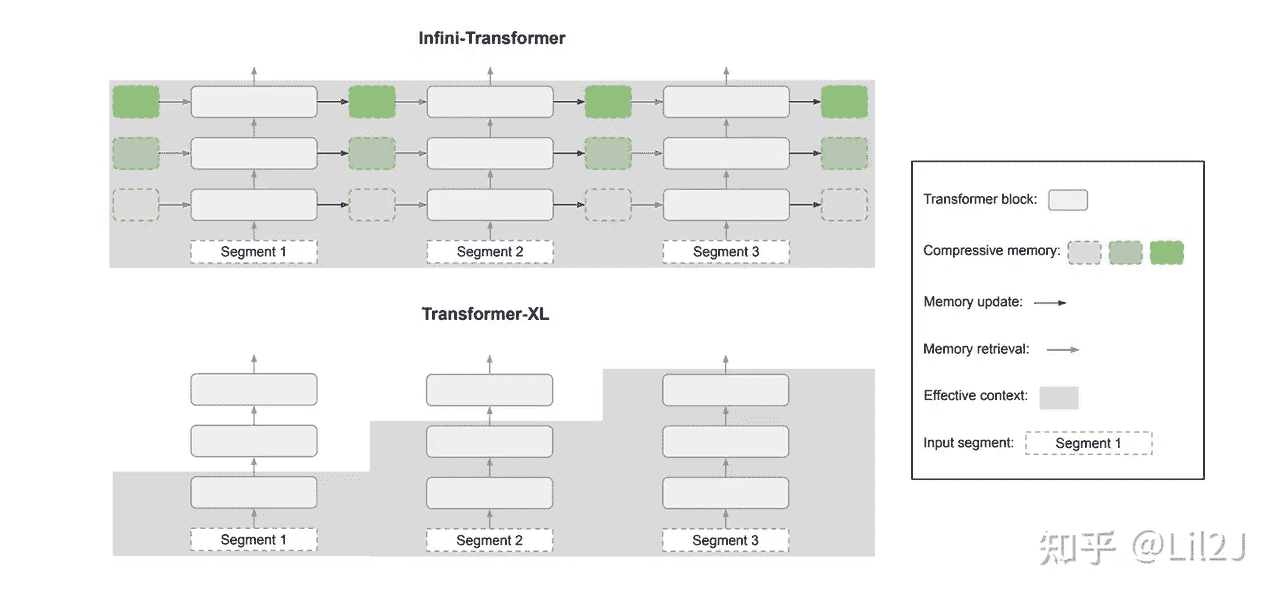 Infini-Transformer
Segment 1
Segment 2
Segment 3
Transformer-XL
Segment 1
Segment 2
Segment 3
Transformer block:
Compressive memory:
Memory update:
Memory retrieval:
Effective context:
Input segment:
Segment 1
知乎 @Lil2J